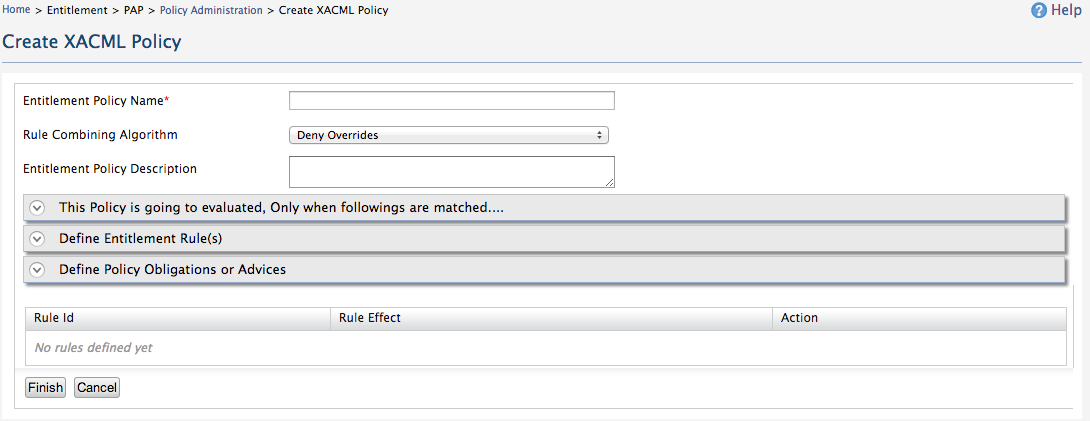 Home > Entitlement > PAP > Policy Administration > Create XACML Policy
Help
Create XACML Policy
Entitlement Policy Name*
Rule Combining Algorithm
Deny Overrides
Entitlement Policy Description
This Policy is going to evaluated, Only when followings are matched....
Define Entitlement Rule(s)
Define Policy Obligations or Advices
Rule Id Rule Effect Action
No rules defined yet
Finish Cancel